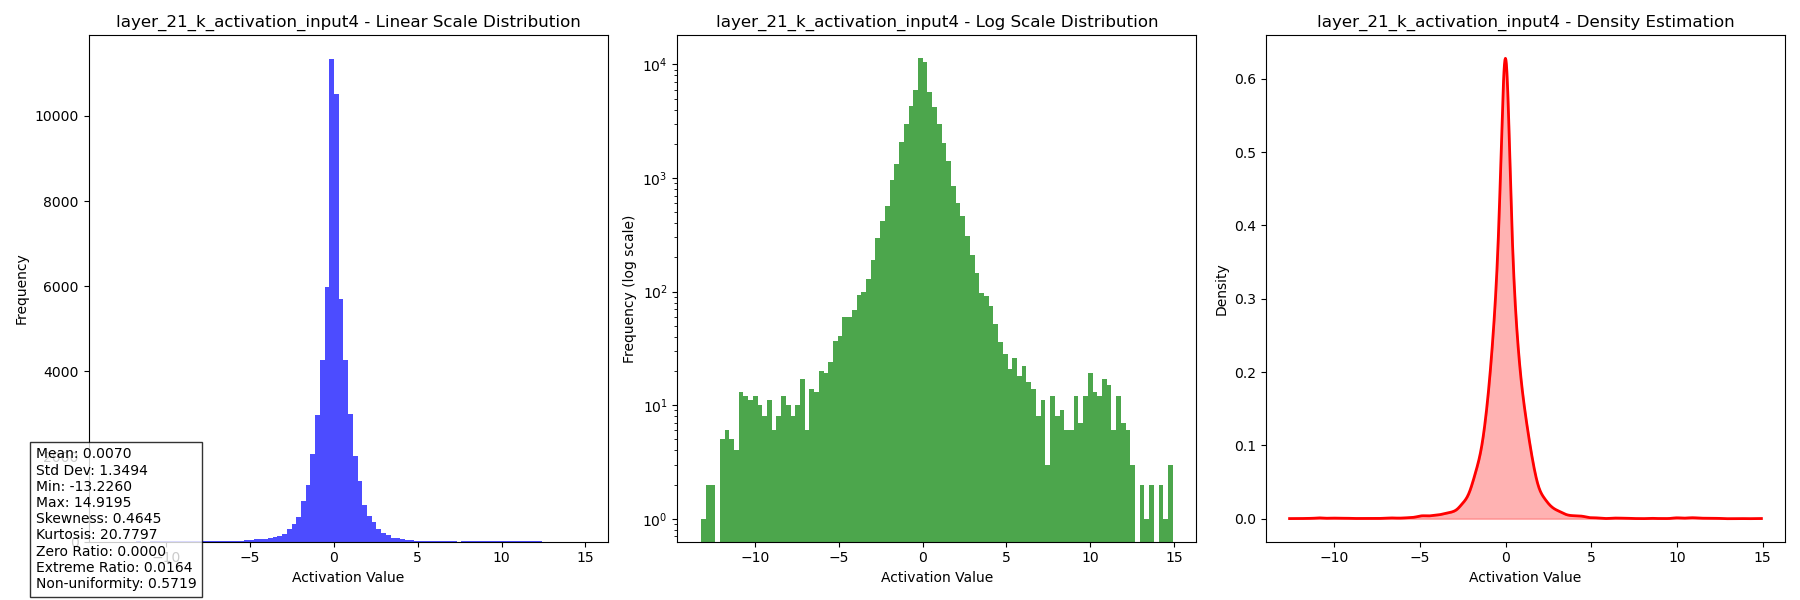 layer_21_k_activation_input4 - Linear Scale Distribution
10000
8000
6000
4000
2000
0
Frequency
−10
−5
0
5
10
15
Activation Value
Mean: 0.0070
Std Dev: 1.3494
Min: -13.2260
Max: 14.9195
Skewness: 0.4645
Kurtosis: 20.7797
Zero Ratio: 0.0000
Extreme Ratio: 0.0164
Non-uniformity: 0.5719
layer_21_k_activation_input4 - Log Scale Distribution
10⁴
10³
10²
10¹
10⁰
Frequency (log scale)
−10
−5
0
5
10
15
Activation Value
layer_21_k_activation_input4 - Density Estimation
0.6
0.5
0.4
0.3
0.2
0.1
0.0
Density
−10
−5
0
5
10
15
Activation Value